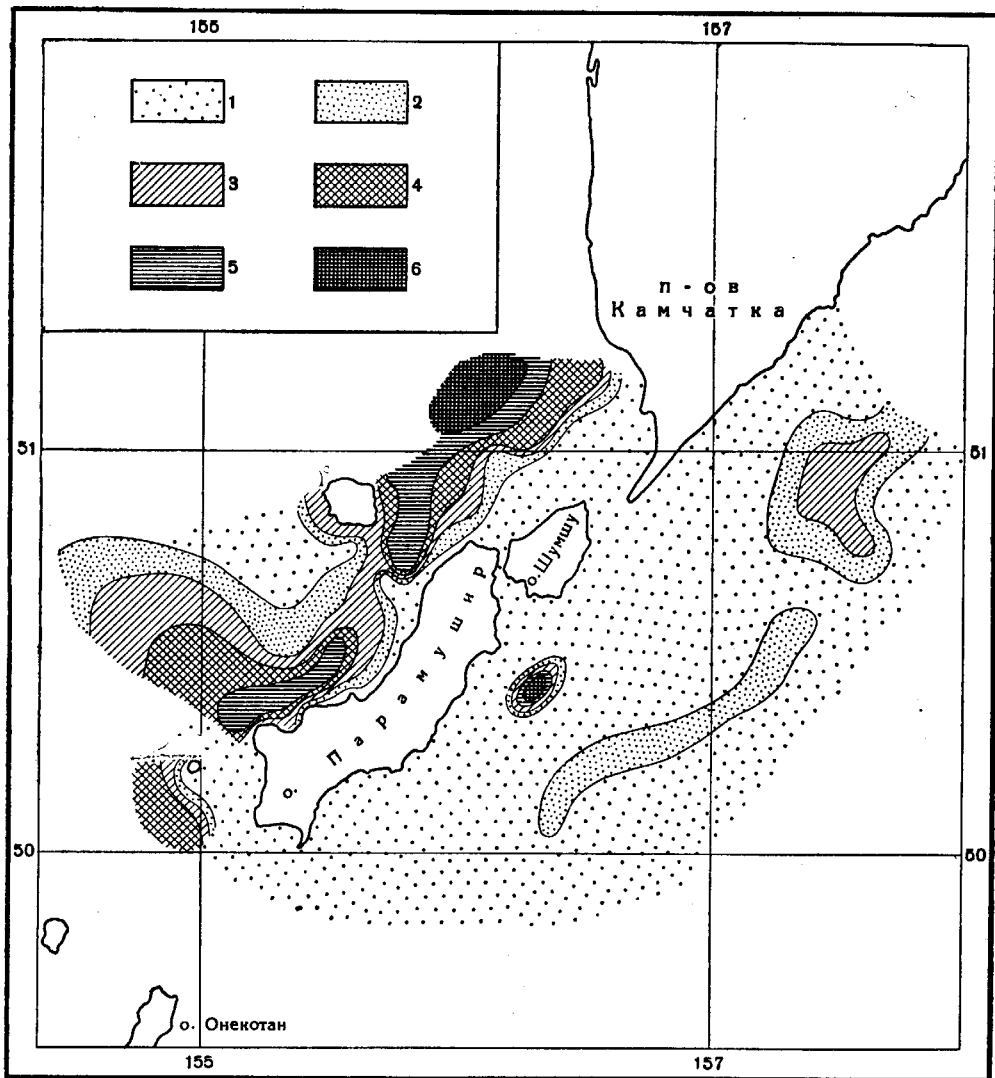 155 157
1 2
3 4
5 6
п-ов
Камчатка
51 51
о. Шумшу
о. Парамушир
50 50
о. Онекотан
155 157